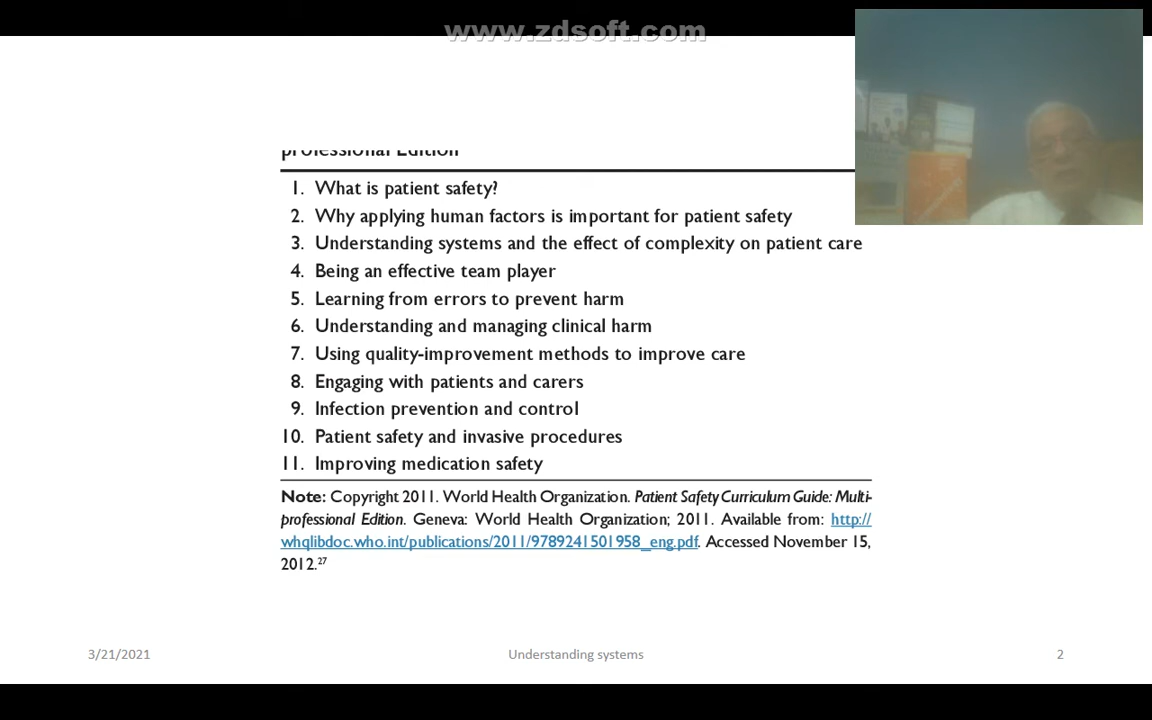 www.zdsoft.com
professional Edition
1. What is patient safety?
2. Why applying human factors is important for patient safety
3. Understanding systems and the effect of complexity on patient care
4. Being an effective team player
5. Learning from errors to prevent harm
6. Understanding and managing clinical harm
7. Using quality-improvement methods to improve care
8. Engaging with patients and carers
9. Infection prevention and control
10. Patient safety and invasive procedures
11. Improving medication safety
Note: Copyright 2011. World Health Organization. Patient Safety Curriculum Guide: Multi-
professional Edition. Geneva: World Health Organization; 2011. Available from: http://
whqlibdoc.who.int/publications/2011/9789241501958_eng.pdf. Accessed November 15,
2012.27
3/21/2021
Understanding systems
2